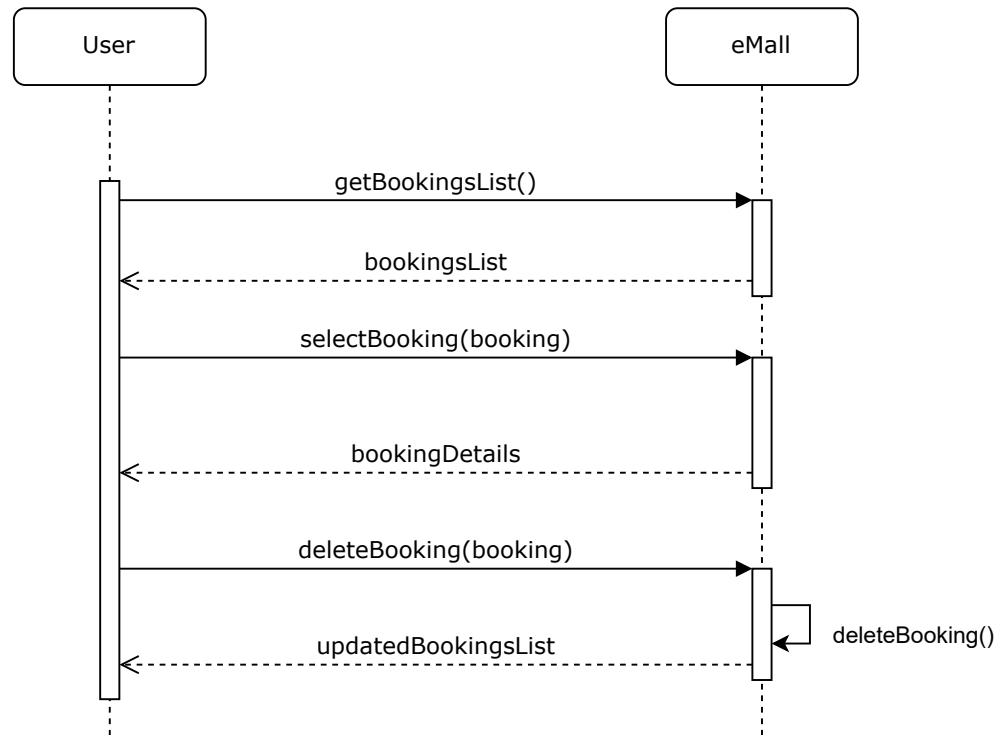 User
eMall
getBookingsList()
bookingsList
selectBooking(booking)
bookingDetails
deleteBooking(booking)
deleteBooking()
updatedBookingsList